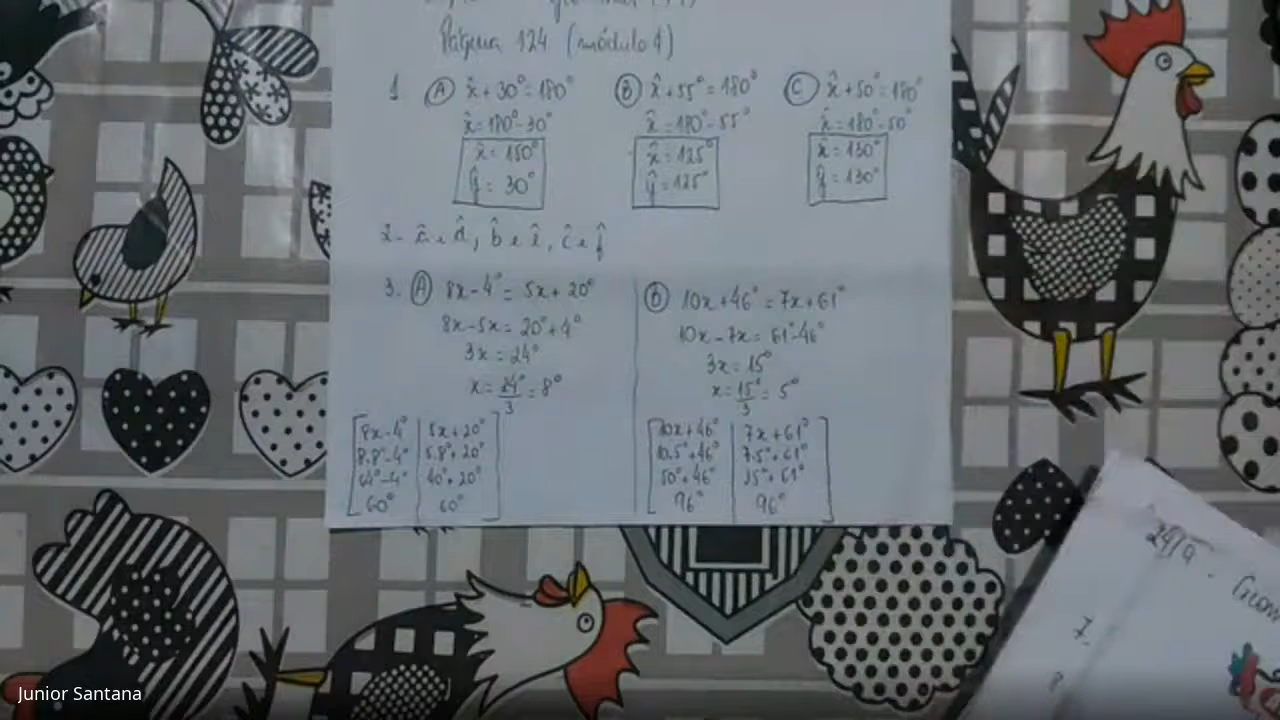 Página 124 (módulo 1)
1 (A) x̂ + 30° = 180°
x̂ = 180° - 30°
x̂ = 150°
ŷ = 30°
(B) x̂ + 55° = 180°
x̂ = 180° - 55°
x̂ = 125°
ŷ = 125°
(C) x̂ + 50° = 180°
x̂ = 180° - 50°
x̂ = 130°
ŷ = 130°
2- â e d̂, b̂ e ê, ĉ e f̂
3. (A) 8x - 4° = 5x + 20°
8x - 5x = 20° + 4°
3x = 24°
x = 24°/3 = 8°
8x - 4° | 5x + 20°
8.8° - 4° | 5.8° + 20°
64° - 4° | 40° + 20°
60° | 60°
(B) 10x + 46° = 7x + 61°
10x - 7x = 61° - 46°
3x = 15°
x = 15°/3 = 5°
10x + 46° | 7x + 61°
10.5° + 46° | 7.5° + 61°
50° + 46° | 35° + 61°
96° | 96°
Junior Santana